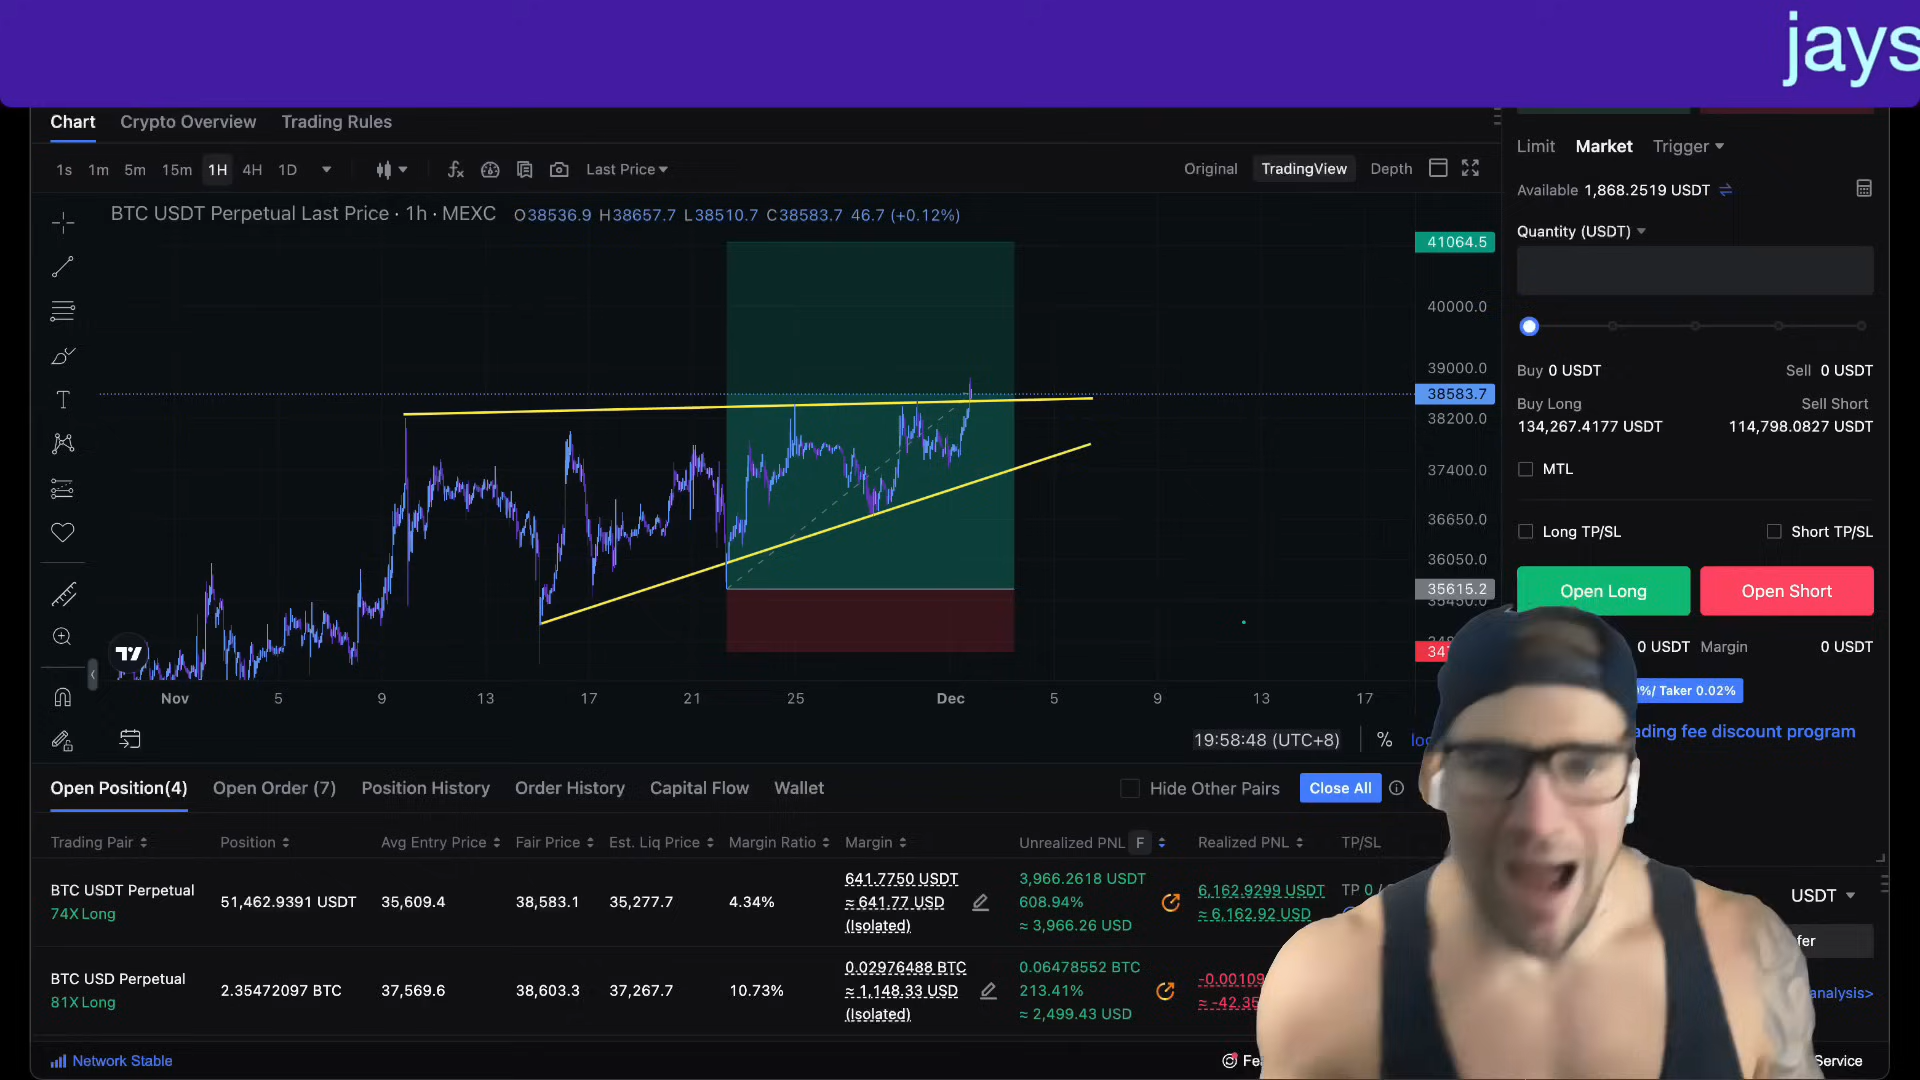 jays
Chart Crypto Overview Trading Rules
1s 1m 5m 15m 1H 4H 1D Last Price Original TradingView Depth
BTC USDT Perpetual Last Price · 1h · MEXC O38536.9 H38657.7 L38510.7 C38583.7 46.7 (+0.12%)
41064.5
40000.0
39000.0
38583.7
38200.0
37400.0
36650.0
36050.0
35615.2
35450.0
Nov 5 9 13 17 21 25 Dec 5 9 13 17
19:58:48 (UTC+8) %
Limit Market Trigger
Available 1,868.2519 USDT
Quantity (USDT)
Buy 0 USDT Sell 0 USDT
Buy Long Sell Short
134,267.4177 USDT 114,798.0827 USDT
MTL
Long TP/SL Short TP/SL
Open Long Open Short
0 USDT Margin 0 USDT
%/ Taker 0.02%
ading fee discount program
Open Position(4) Open Order (7) Position History Order History Capital Flow Wallet Hide Other Pairs Close All
Trading Pair Position Avg Entry Price Fair Price Est. Liq Price Margin Ratio Margin Unrealized PNL F Realized PNL TP/SL
BTC USDT Perpetual
74X Long
51,462.9391 USDT 35,609.4 38,583.1 35,277.7 4.34%
641.7750 USDT
≈ 641.77 USD
(Isolated)
3,966.2618 USDT
608.94%
≈ 3,966.26 USD
6,162.9299 USDT
≈ 6,162.92 USD
TP 0 /
USDT
fer
BTC USD Perpetual
81X Long
2.35472097 BTC 37,569.6 38,603.3 37,267.7 10.73%
0.02976488 BTC
≈ 1,148.33 USD
(Isolated)
0.06478552 BTC
213.41%
≈ 2,499.43 USD
-0.00109
≈ -42.35
analysis>
Network Stable
Service